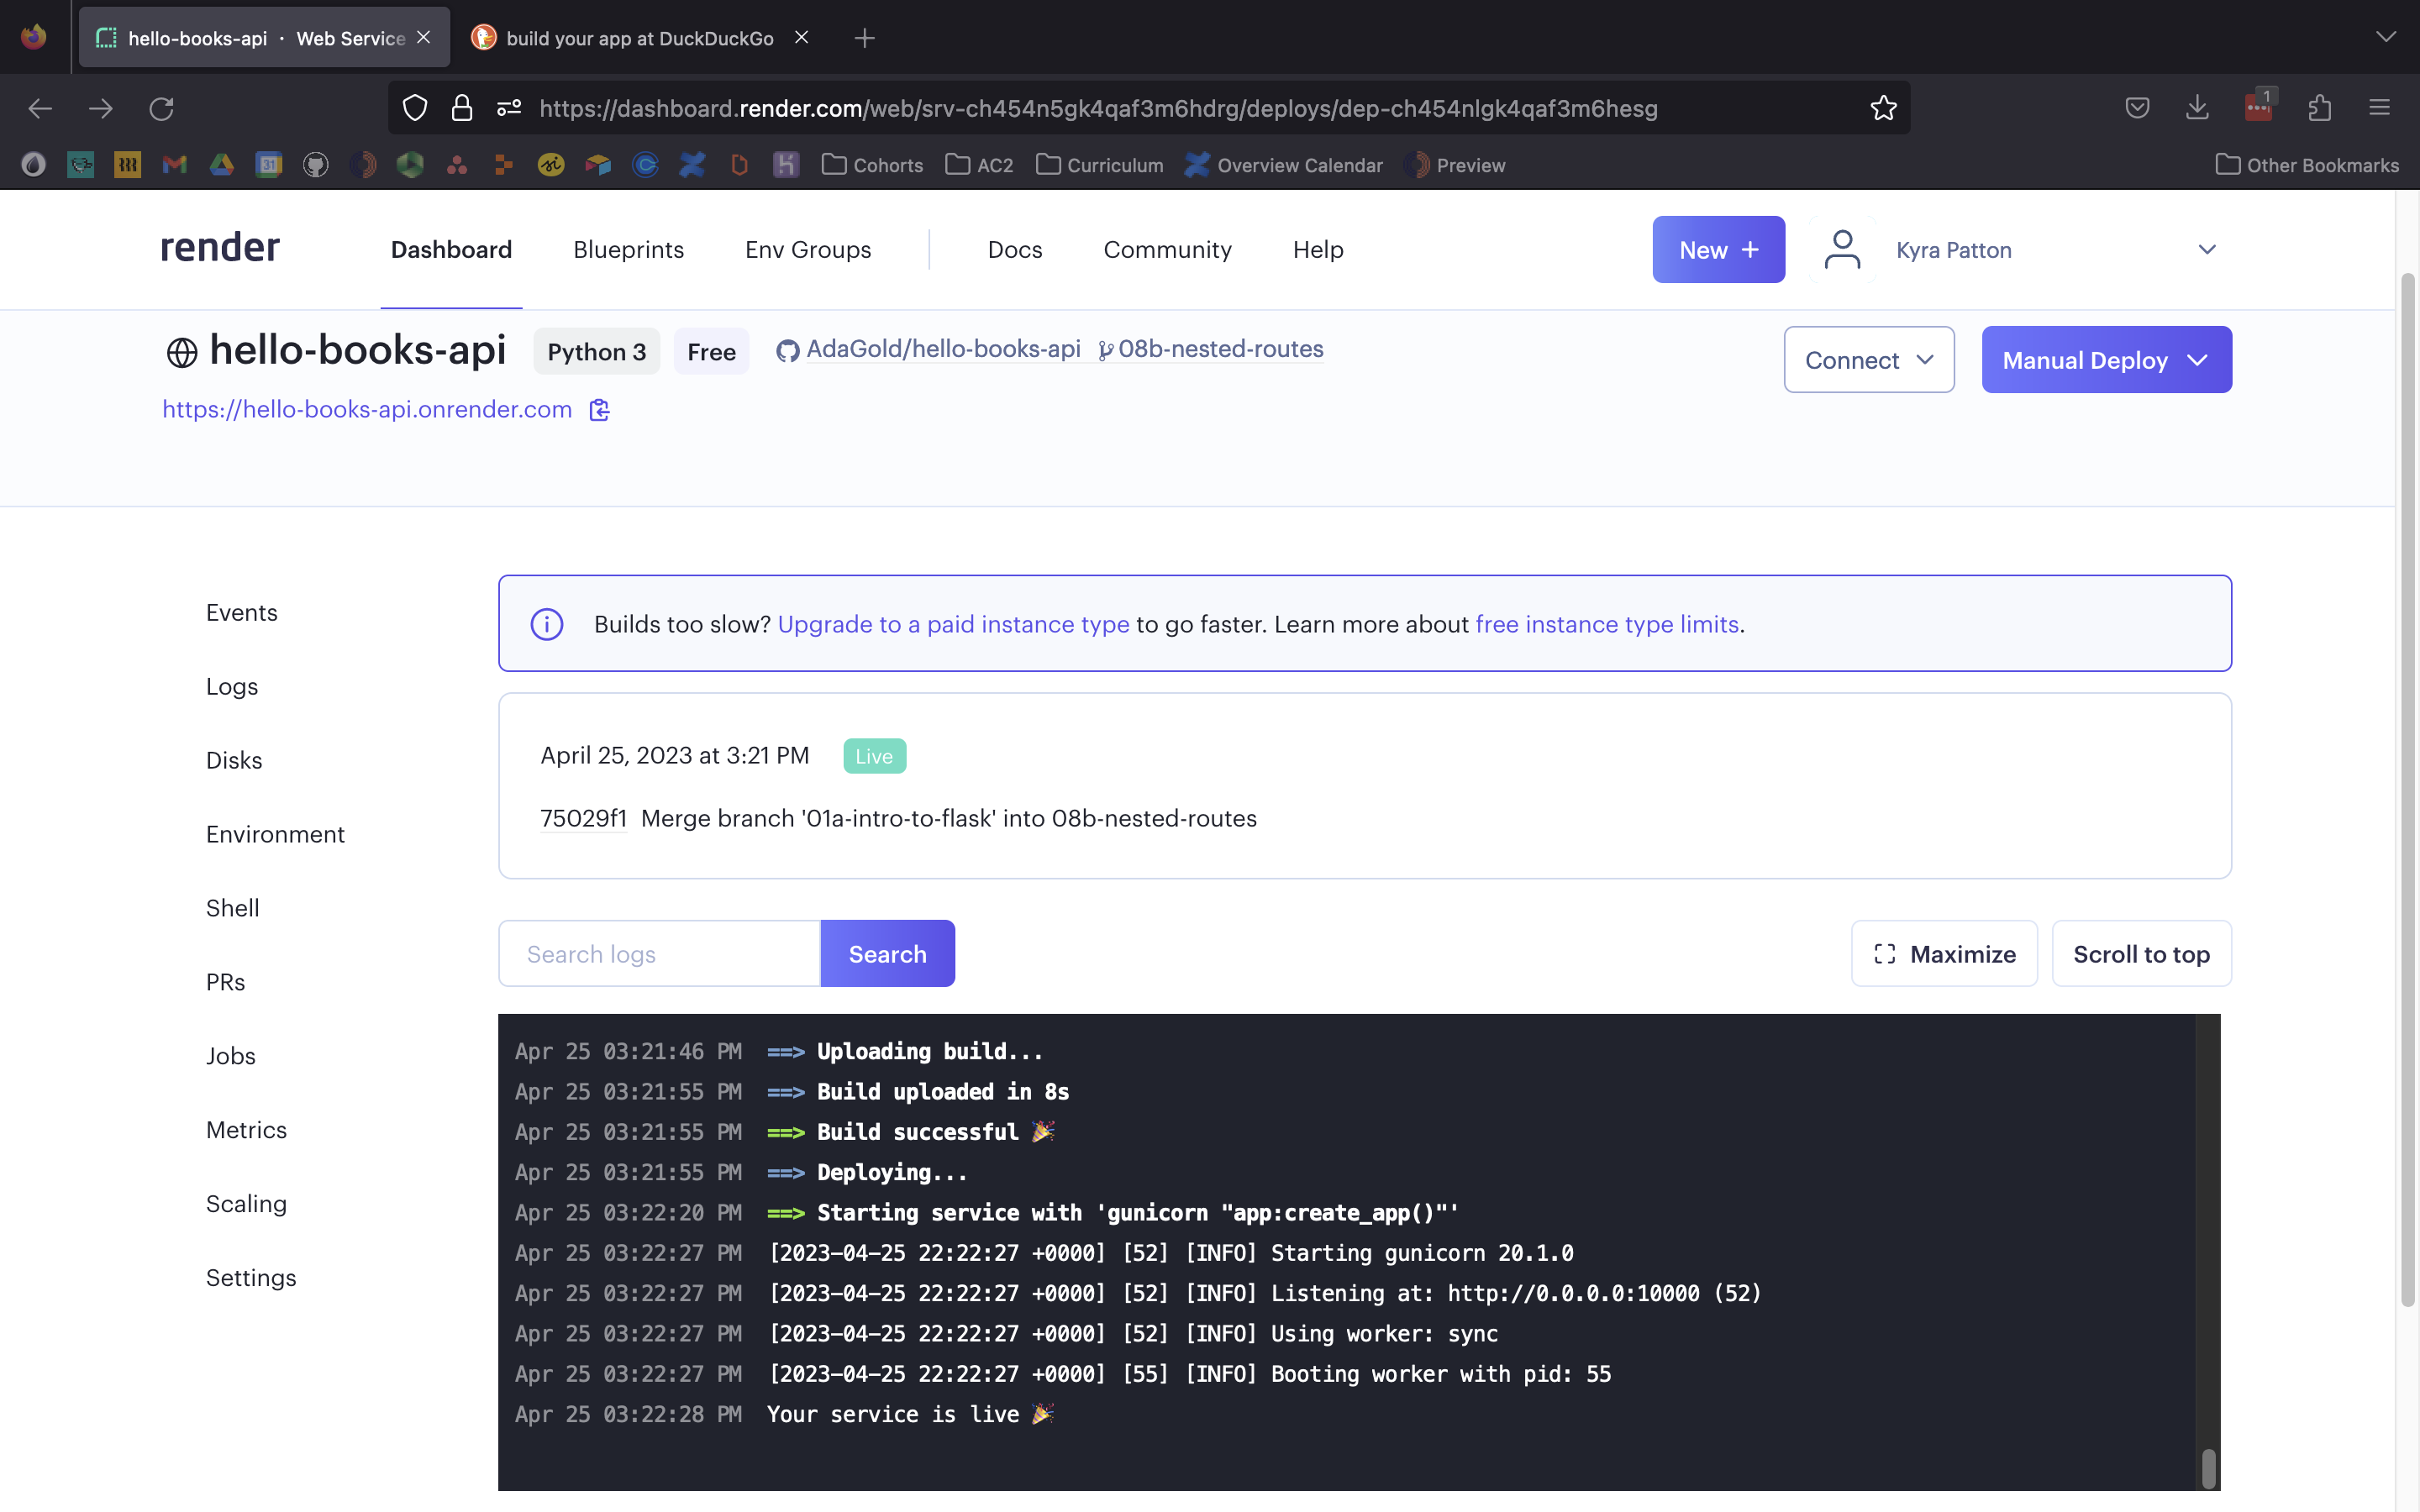 hello-books-api · Web Service
build your app at DuckDuckGo
https://dashboard.render.com/web/srv-ch454n5gk4qaf3m6hdrg/deploys/dep-ch454nlgk4qaf3m6hesg
1
31
Cohorts
AC2
Curriculum
Overview Calendar
Preview
Other Bookmarks
render
Dashboard
Blueprints
Env Groups
Docs
Community
Help
New +
Kyra Patton
hello-books-api
Python 3
Free
AdaGold/hello-books-api
08b-nested-routes
Connect
Manual Deploy
https://hello-books-api.onrender.com
Events
Logs
Disks
Environment
Shell
PRs
Jobs
Metrics
Scaling
Settings
Builds too slow? Upgrade to a paid instance type to go faster. Learn more about free instance type limits.
April 25, 2023 at 3:21 PM
Live
75029f1 Merge branch '01a-intro-to-flask' into 08b-nested-routes
Search logs
Search
Maximize
Scroll to top
Apr 25 03:21:46 PM ==> Uploading build...
Apr 25 03:21:55 PM ==> Build uploaded in 8s
Apr 25 03:21:55 PM ==> Build successful 🎉
Apr 25 03:21:55 PM ==> Deploying...
Apr 25 03:22:20 PM ==> Starting service with 'gunicorn "app:create_app()"'
Apr 25 03:22:27 PM [2023-04-25 22:22:27 +0000] [52] [INFO] Starting gunicorn 20.1.0
Apr 25 03:22:27 PM [2023-04-25 22:22:27 +0000] [52] [INFO] Listening at: http://0.0.0.0:10000 (52)
Apr 25 03:22:27 PM [2023-04-25 22:22:27 +0000] [52] [INFO] Using worker: sync
Apr 25 03:22:27 PM [2023-04-25 22:22:27 +0000] [55] [INFO] Booting worker with pid: 55
Apr 25 03:22:28 PM Your service is live 🎉